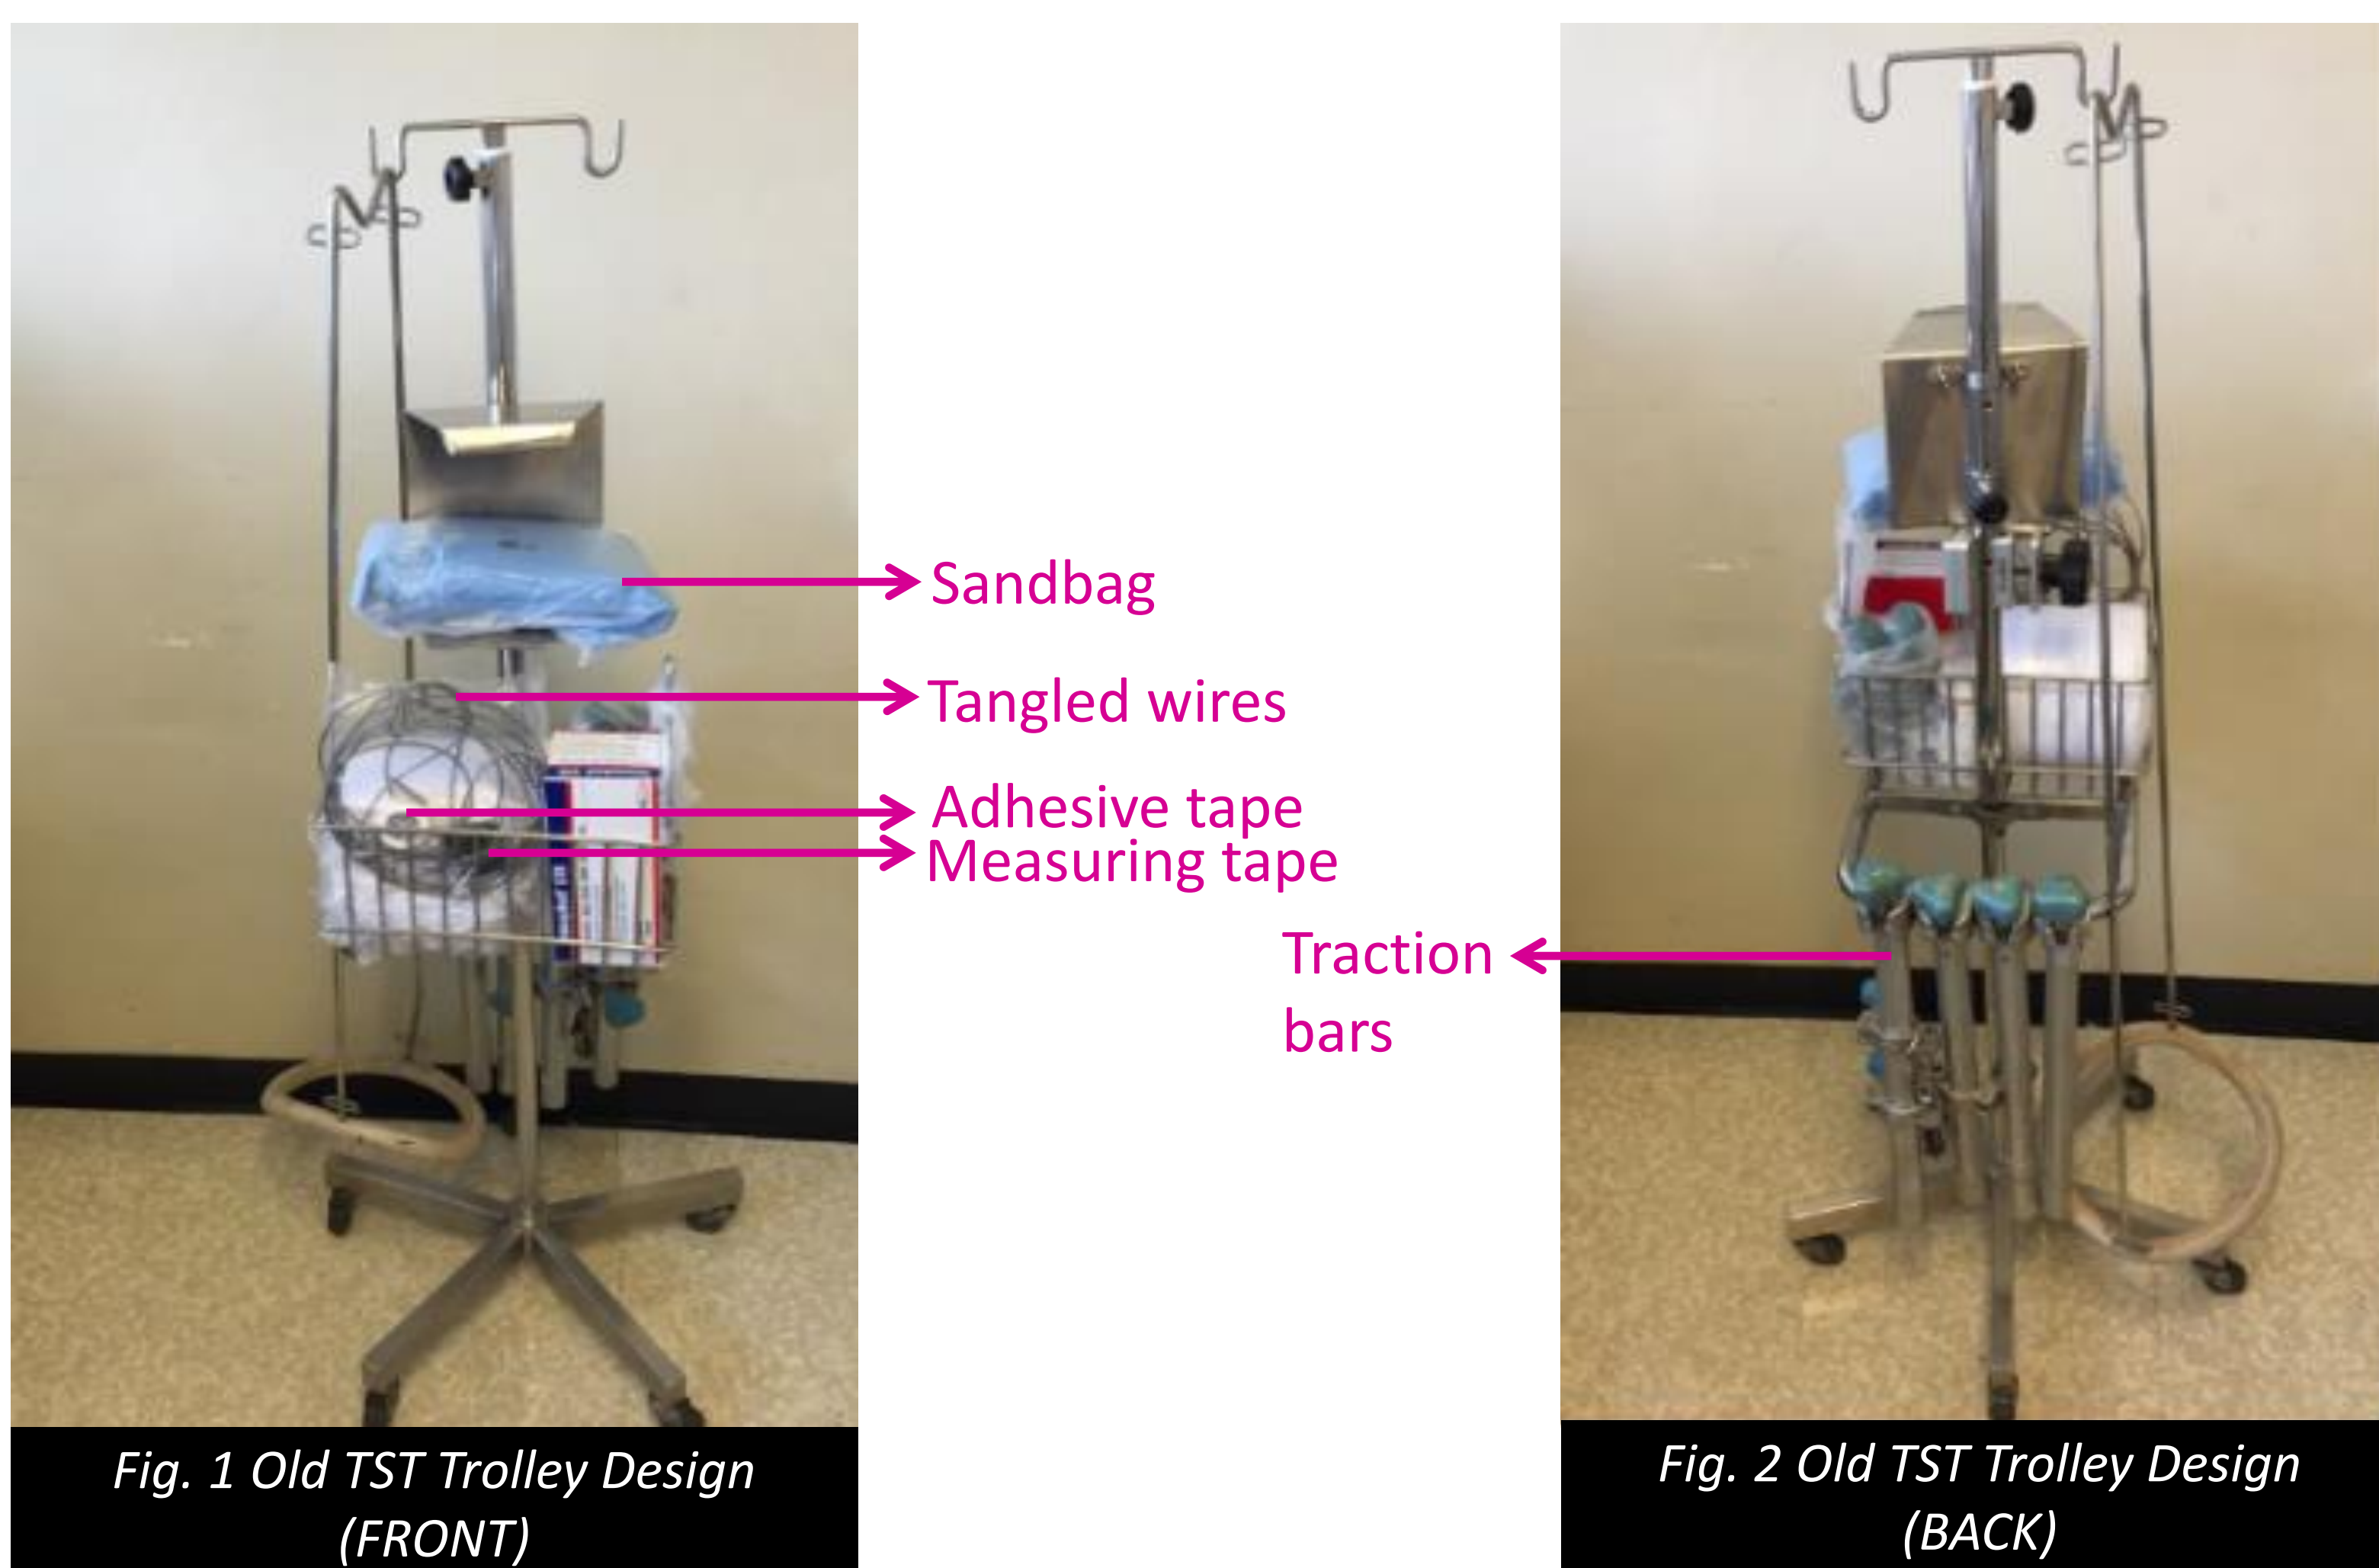 Sandbag
Tangled wires
Adhesive tape
Measuring tape
Traction
bars
Fig. 1 Old TST Trolley Design
(FRONT)
Fig. 2 Old TST Trolley Design
(BACK)